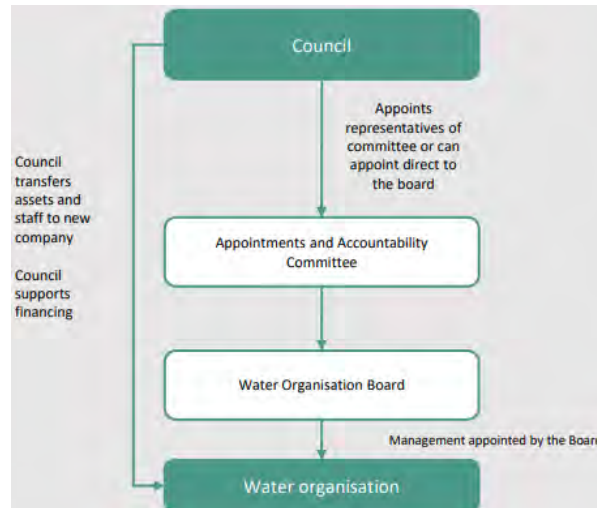 Council
Appoints
representatives of
committee or can
appoint direct to
the board
Council
transfers
assets and
staff to new
company
Council
supports
financing
Appointments and Accountability
Committee
Water Organisation Board
Management appointed by the Board
Water organisation